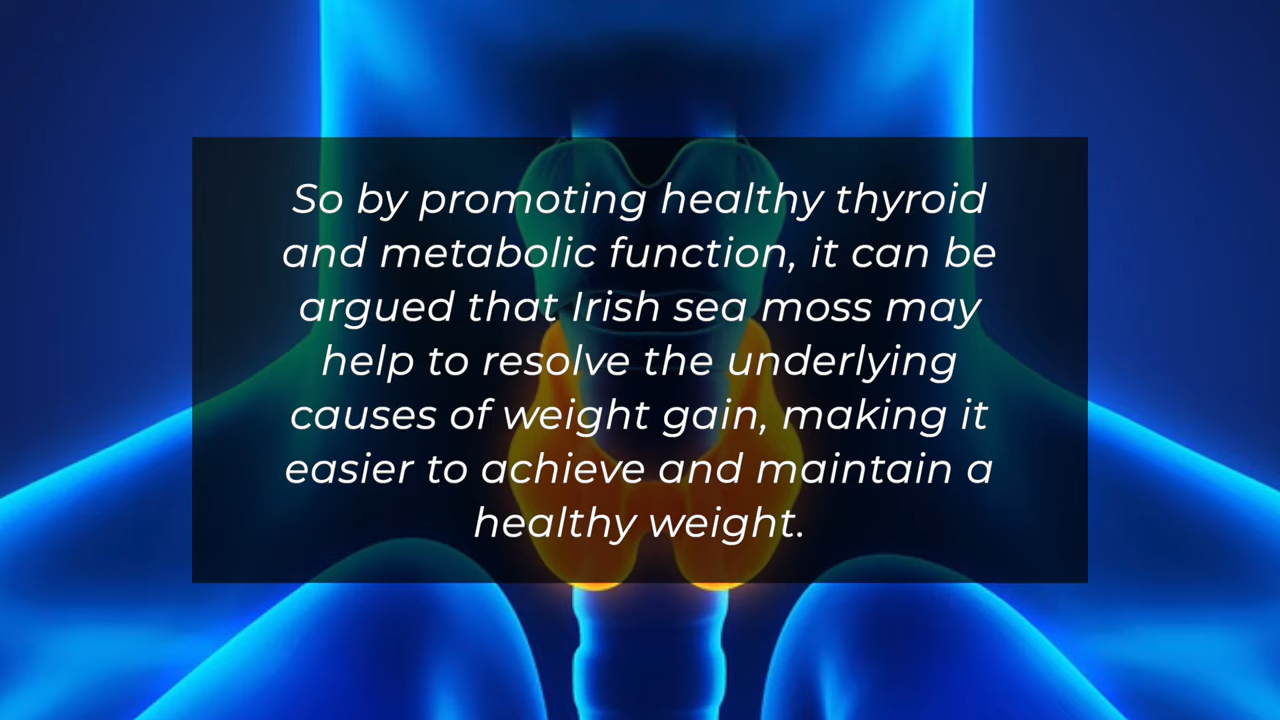 So by promoting healthy thyroid
and metabolic function, it can be
argued that Irish sea moss may
help to resolve the underlying
causes of weight gain, making it
easier to achieve and maintain a
healthy weight.